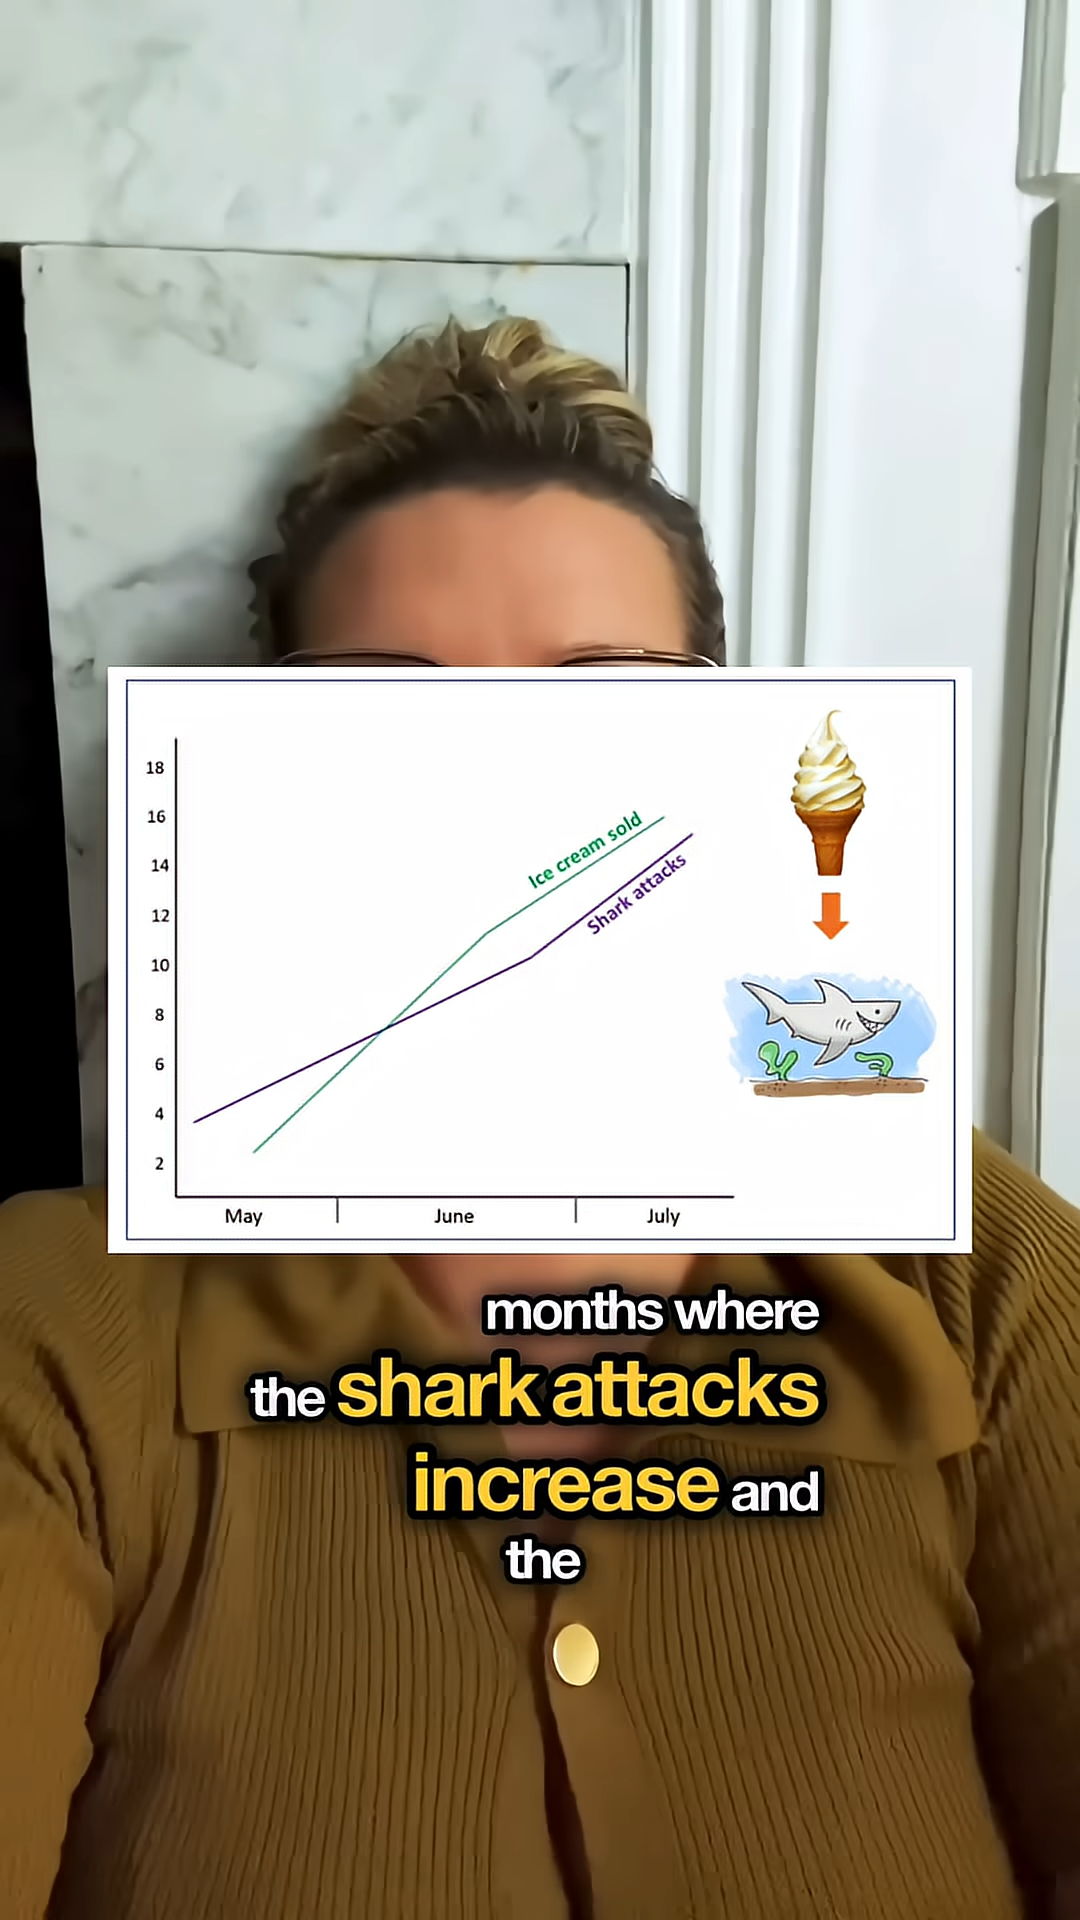 18
16
14
12
10
8
6
4
2
Ice cream sold
Shark attacks
May June July
months where
the shark attacks
increase and
the